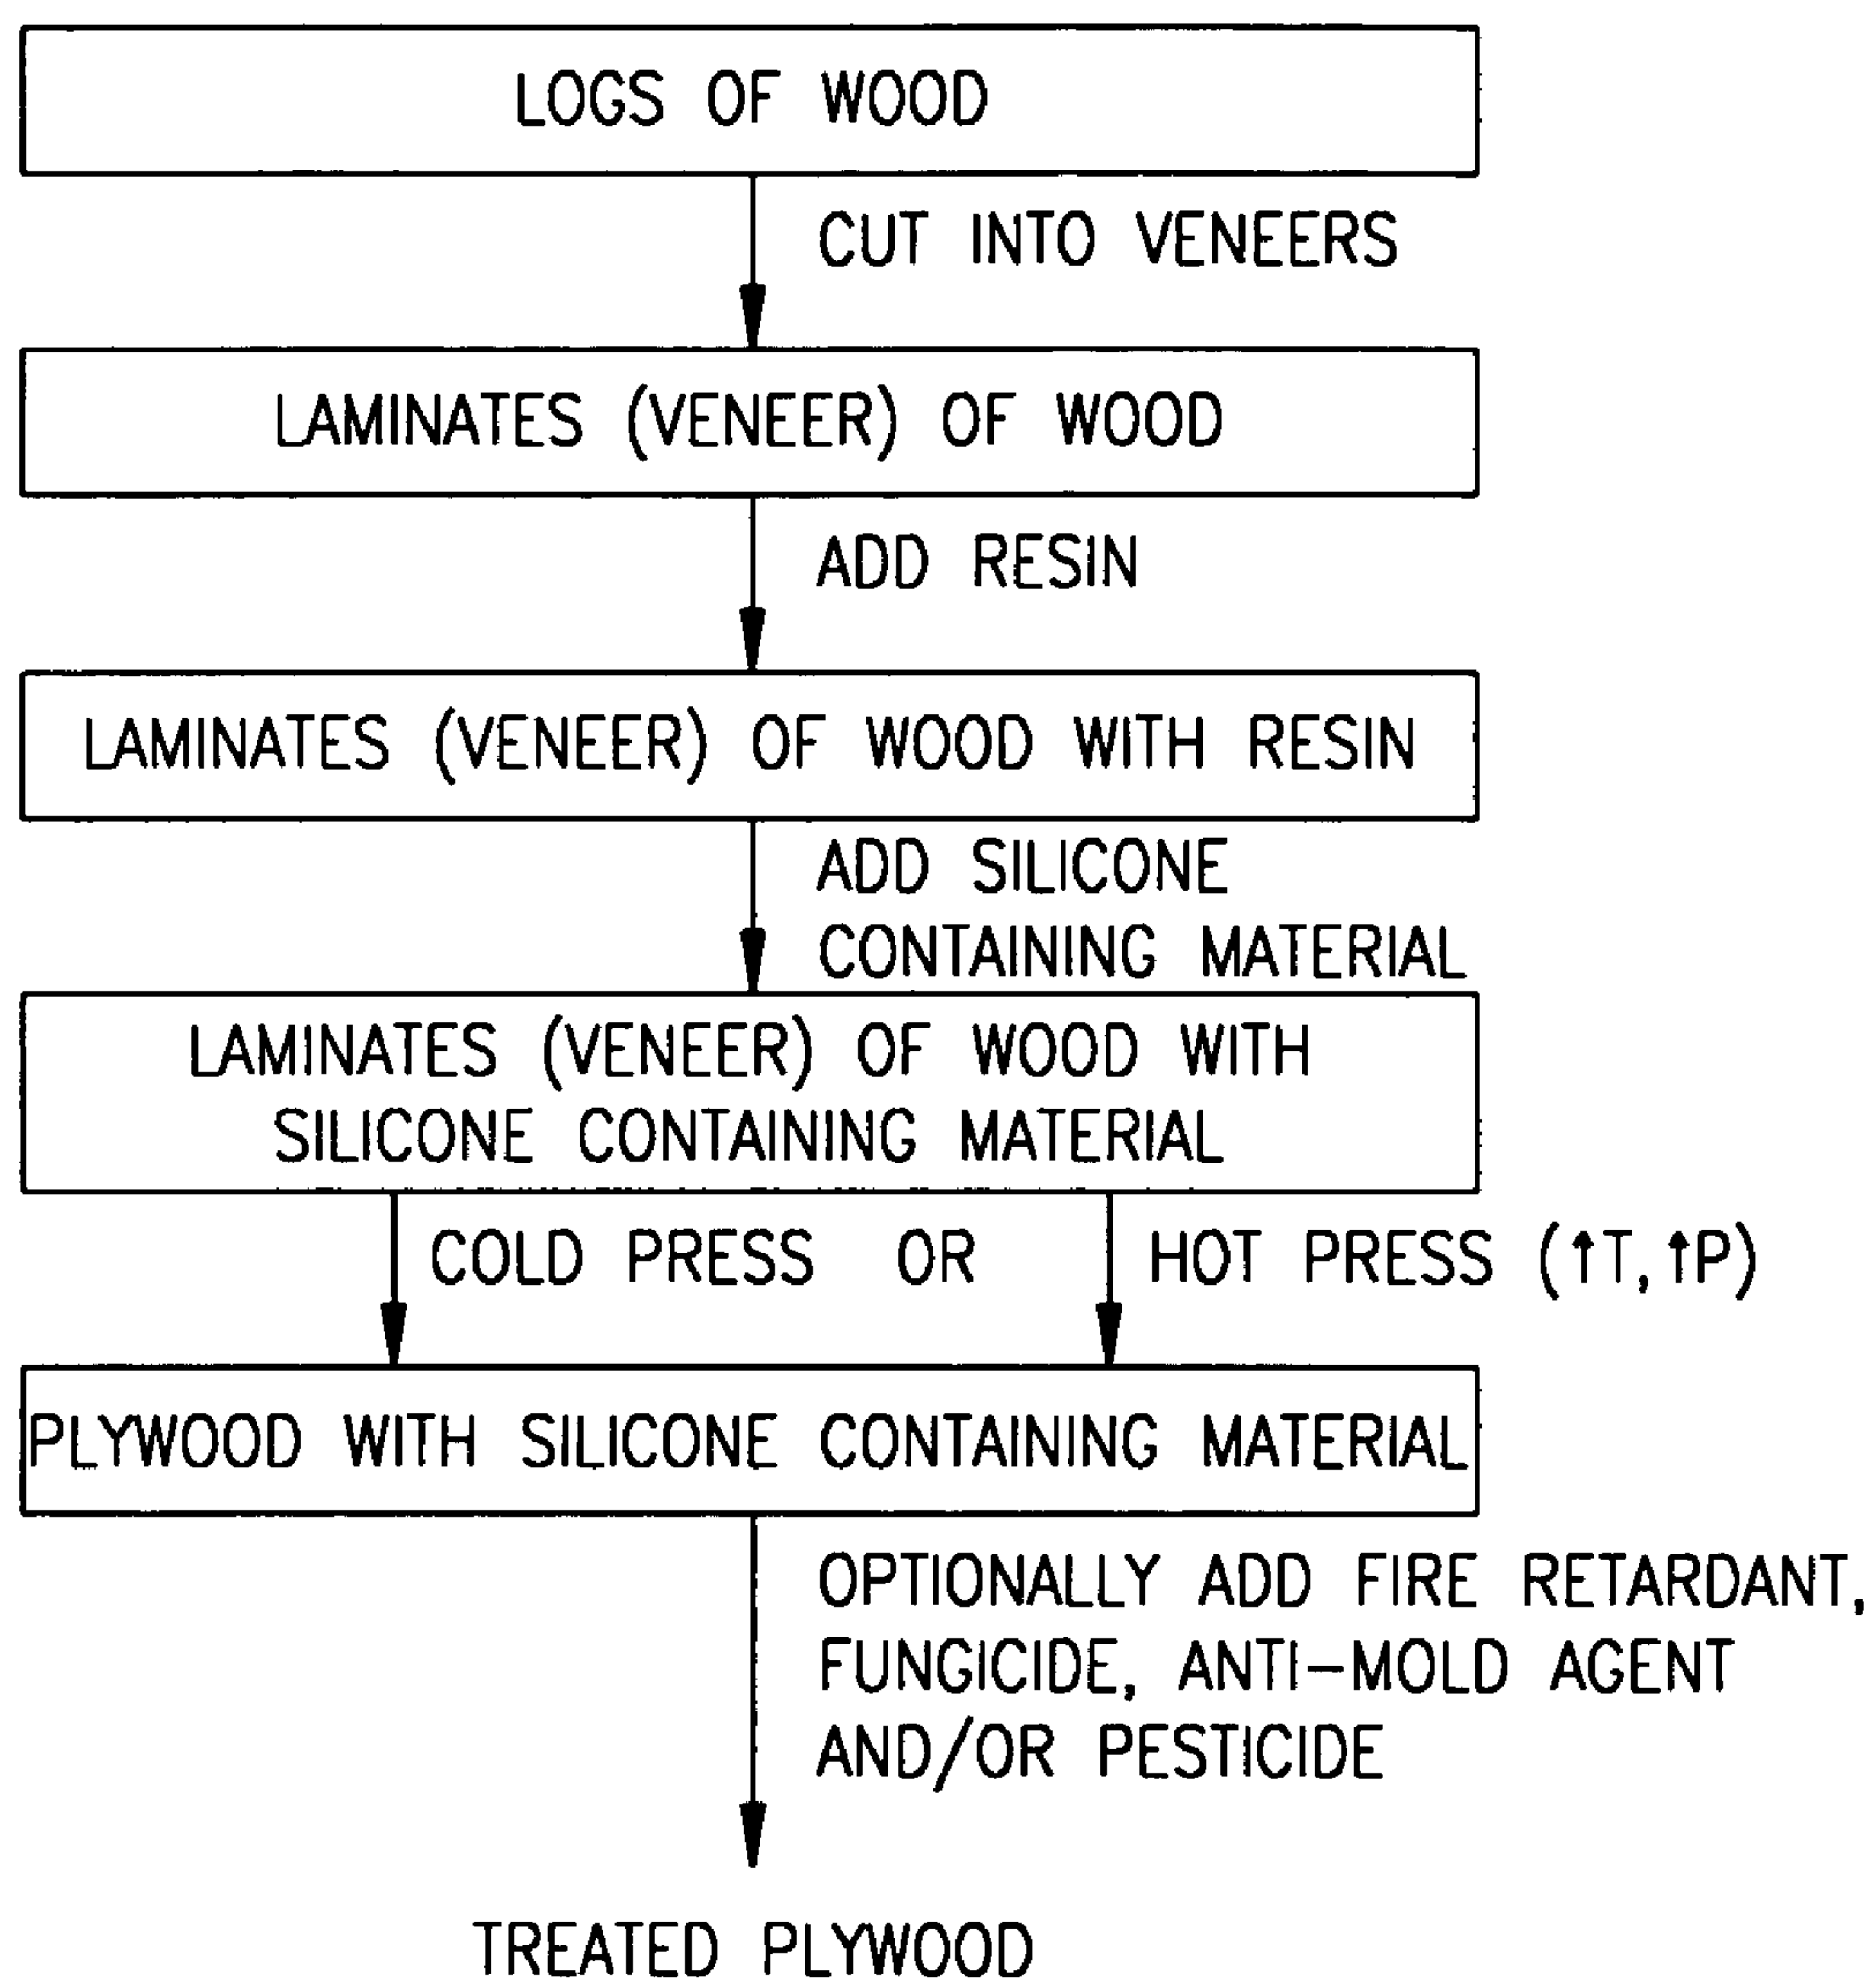 LOGS OF WOOD
CUT INTO VENEERS
LAMINATES (VENEER) OF WOOD
ADD RESIN
LAMINATES (VENEER) OF WOOD WITH RESIN
ADD SILICONE
CONTAINING MATERIAL
LAMINATES (VENEER) OF WOOD WITH
SILICONE CONTAINING MATERIAL
COLD PRESS OR HOT PRESS (↑T, ↑P)
PLYWOOD WITH SILICONE CONTAINING MATERIAL
OPTIONALLY ADD FIRE RETARDANT,
FUNGICIDE, ANTI-MOLD AGENT
AND/OR PESTICIDE
TREATED PLYWOOD